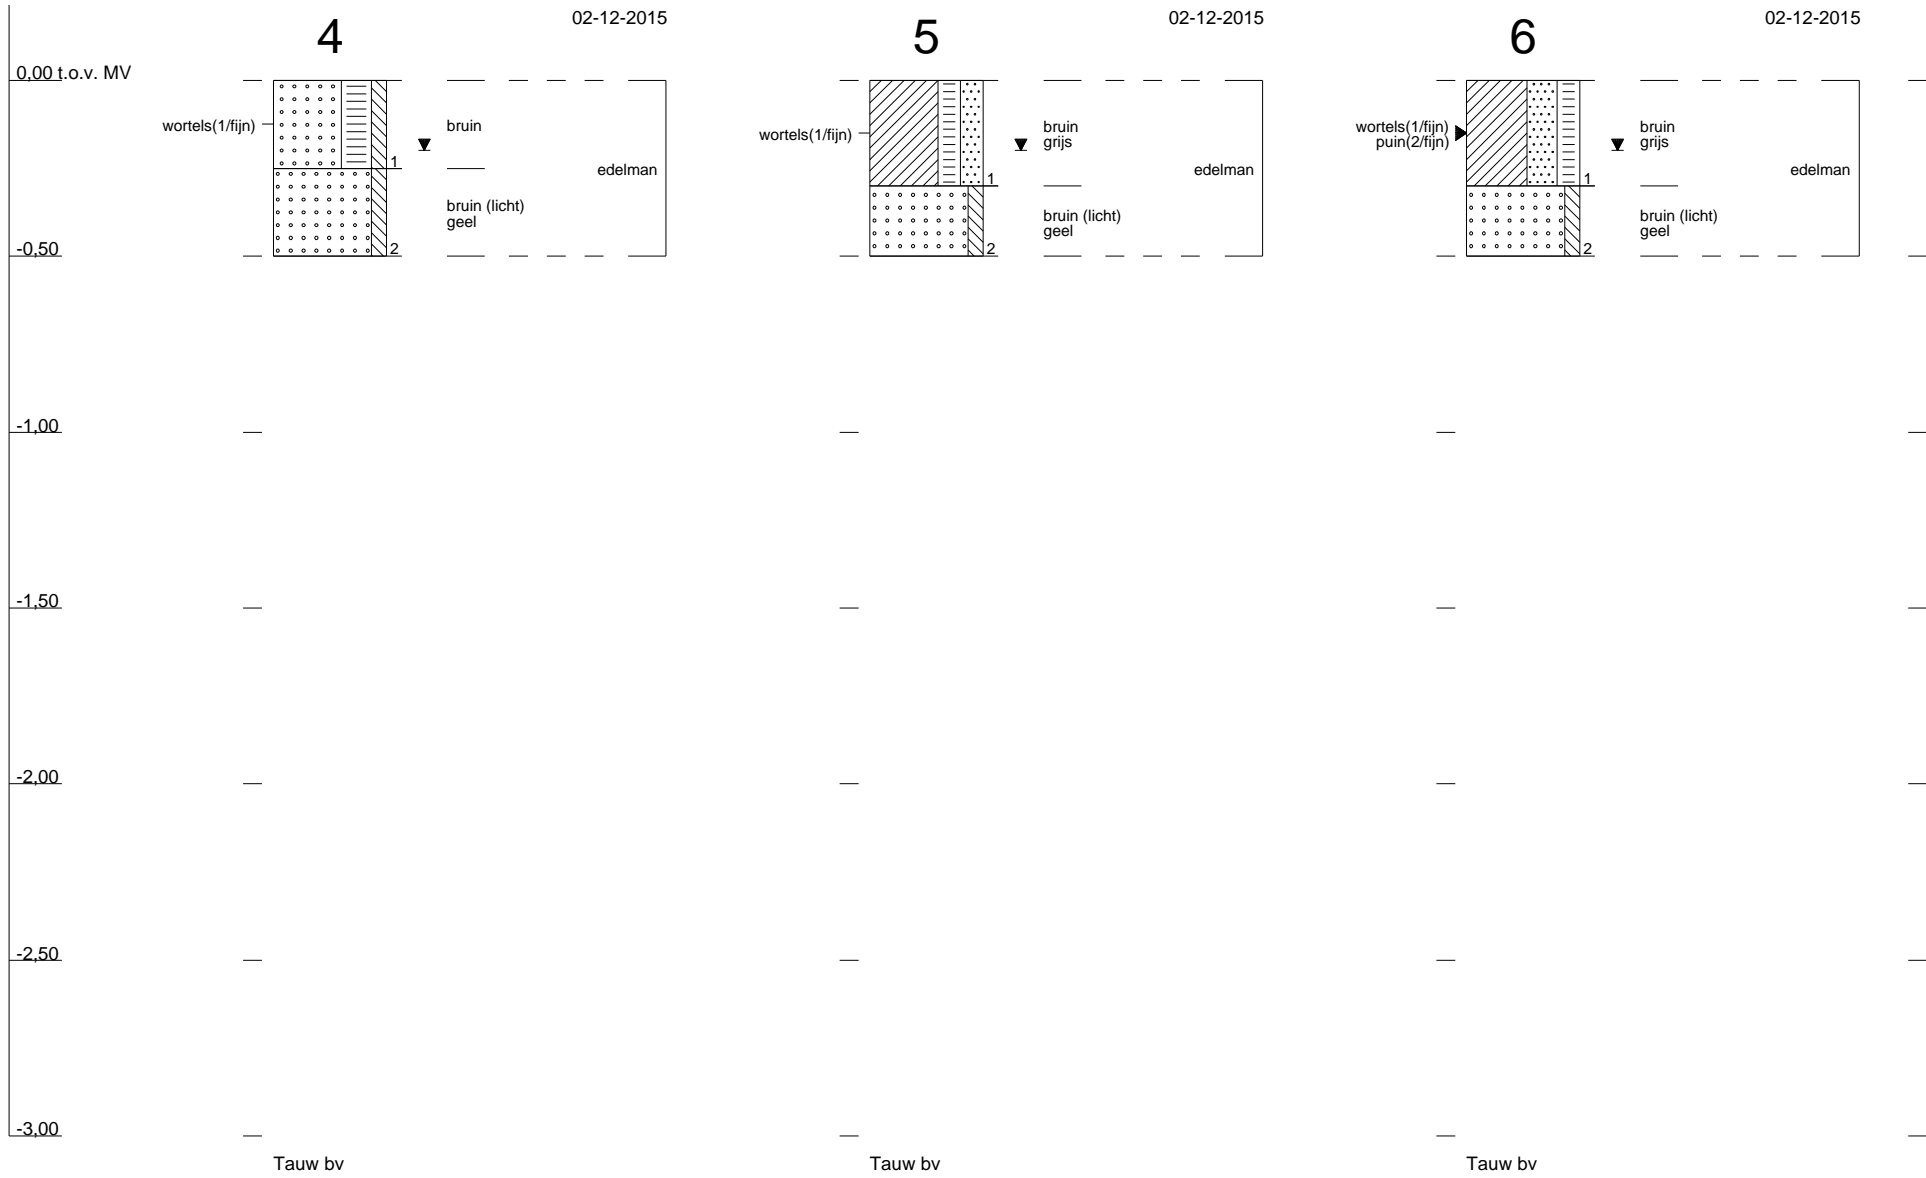 4
02-12-2015
5
02-12-2015
6
02-12-2015
0,00 t.o.v. MV
wortels(1/fijn)
bruin
1
edelman
bruin (licht)
geel
2
wortels(1/fijn)
bruin
grijs
1
edelman
bruin (licht)
geel
2
wortels(1/fijn)
puin(2/fijn)
bruin
grijs
1
edelman
bruin (licht)
geel
2
-0,50
-1,00
-1,50
-2,00
-2,50
-3,00
Tauw bv
Tauw bv
Tauw bv